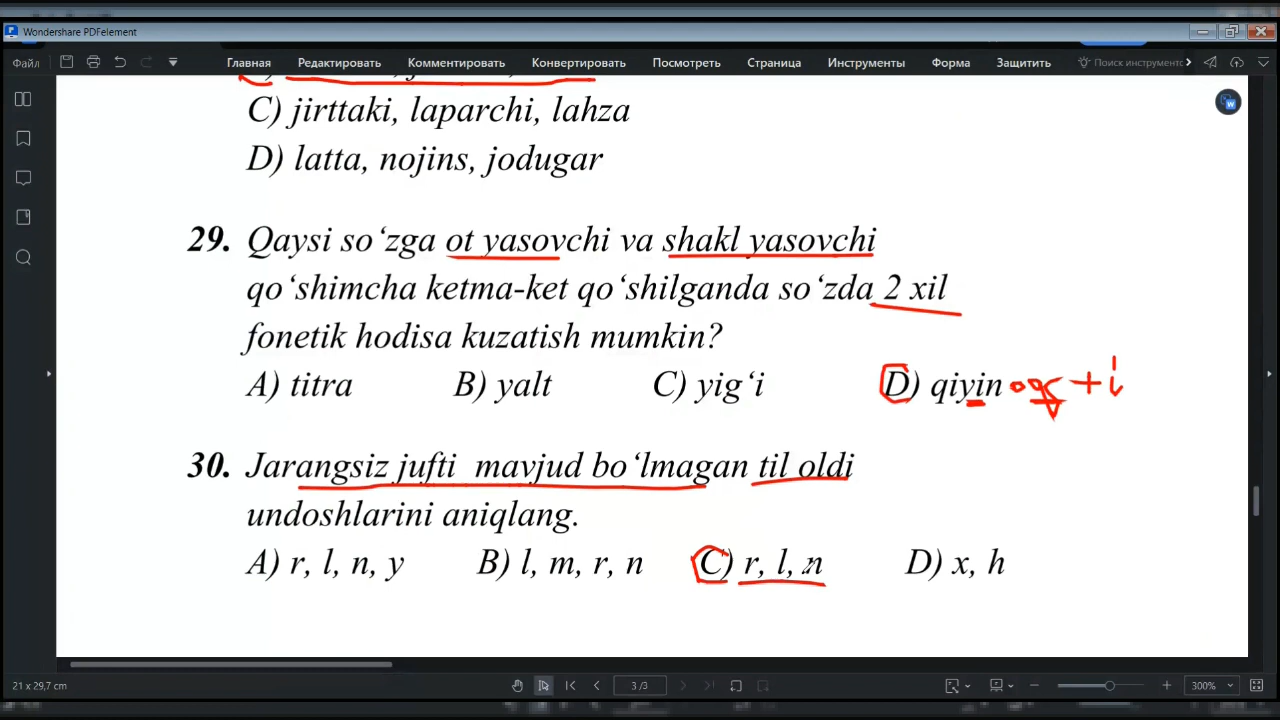 Wondershare PDFelement
Файл Главная Редактировать Комментировать Конвертировать Посмотреть Страница Инструменты Форма Защитить Поиск инструменто
C) jirttaki, laparchi, lahza
D) latta, nojins, jodugar
29. Qaysi so‘zga ot yasovchi va shakl yasovchi
qo‘shimcha ketma-ket qo‘shilganda so‘zda 2 xil
fonetik hodisa kuzatish mumkin?
A) titra B) yalt C) yig‘i D) qiyin oq + i
30. Jarangsiz jufti mavjud bo‘lmagan til oldi
undoshlarini aniqlang.
A) r, l, n, y B) l, m, r, n C) r, l, n D) x, h
21 x 29,7 cm 3 /3 300%